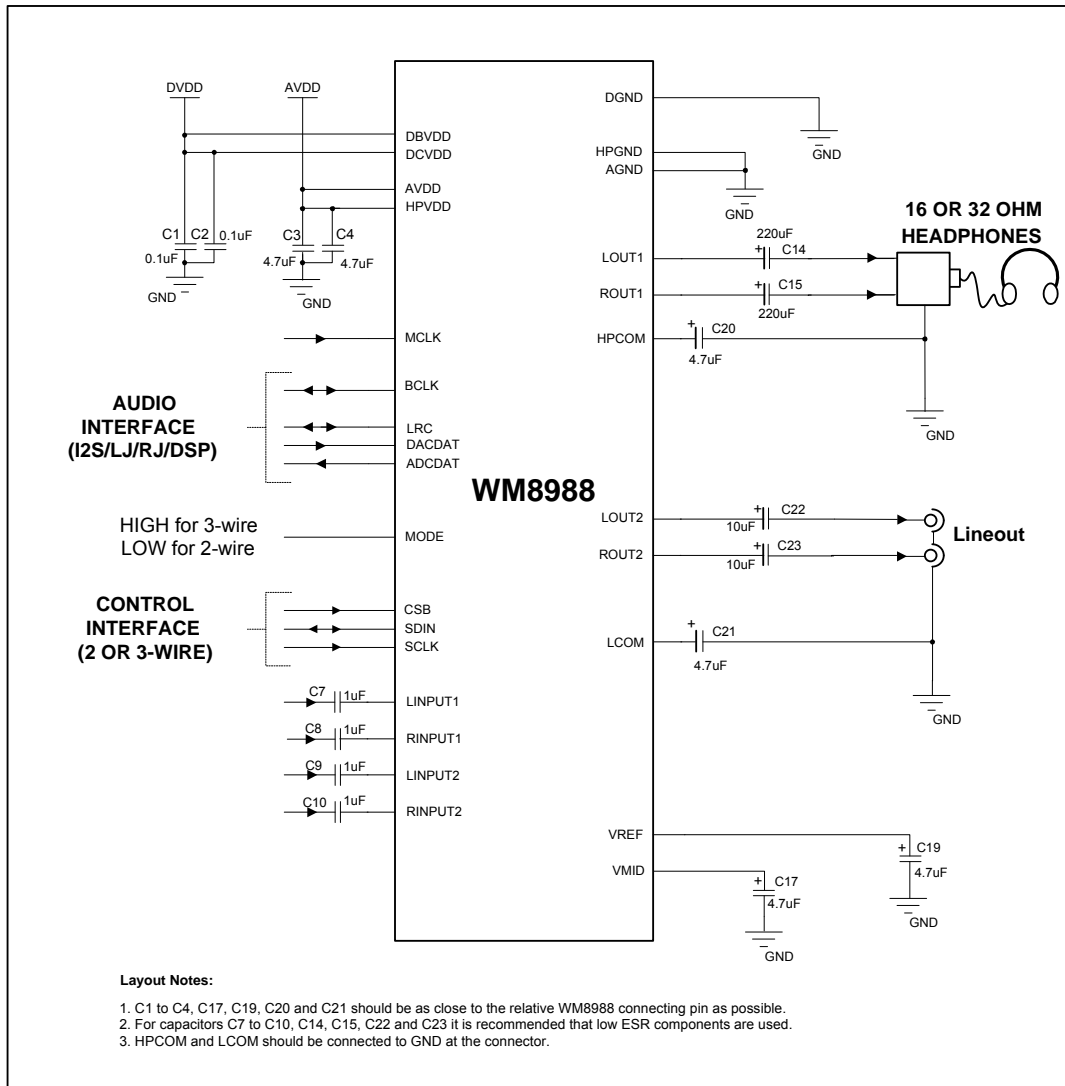 DVDD
AVDD
DBVDD
DCVDD
AVDD
HPVDD
C1
C2
0.1uF
0.1uF
C3
C4
4.7uF
4.7uF
GND
GND
MCLK
BCLK
LRC
DACDAT
ADCDAT
AUDIO
INTERFACE
(I2S/LJ/RJ/DSP)
HIGH for 3-wire
LOW for 2-wire
MODE
CONTROL
INTERFACE
(2 OR 3-WIRE)
CSB
SDIN
SCLK
C7
1uF
LINPUT1
C8
1uF
RINPUT1
C9
1uF
LINPUT2
C10
1uF
RINPUT2
WM8988
DGND
GND
HPGND
AGND
GND
16 OR 32 OHM
HEADPHONES
LOUT1
220uF
+
C14
ROUT1
+
C15
220uF
HPCOM
+
C20
4.7uF
GND
LOUT2
+
C22
10uF
ROUT2
+
C23
10uF
Lineout
LCOM
+
C21
4.7uF
GND
VREF
+
C19
4.7uF
GND
VMID
+
C17
4.7uF
GND
Layout Notes:
1. C1 to C4, C17, C19, C20 and C21 should be as close to the relative WM8988 connecting pin as possible.
2. For capacitors C7 to C10, C14, C15, C22 and C23 it is recommended that low ESR components are used.
3. HPCOM and LCOM should be connected to GND at the connector.